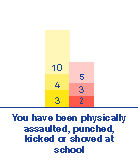 10
5
4
3
3
2
You have been physically
assaulted, punched,
kicked or shoved at
school